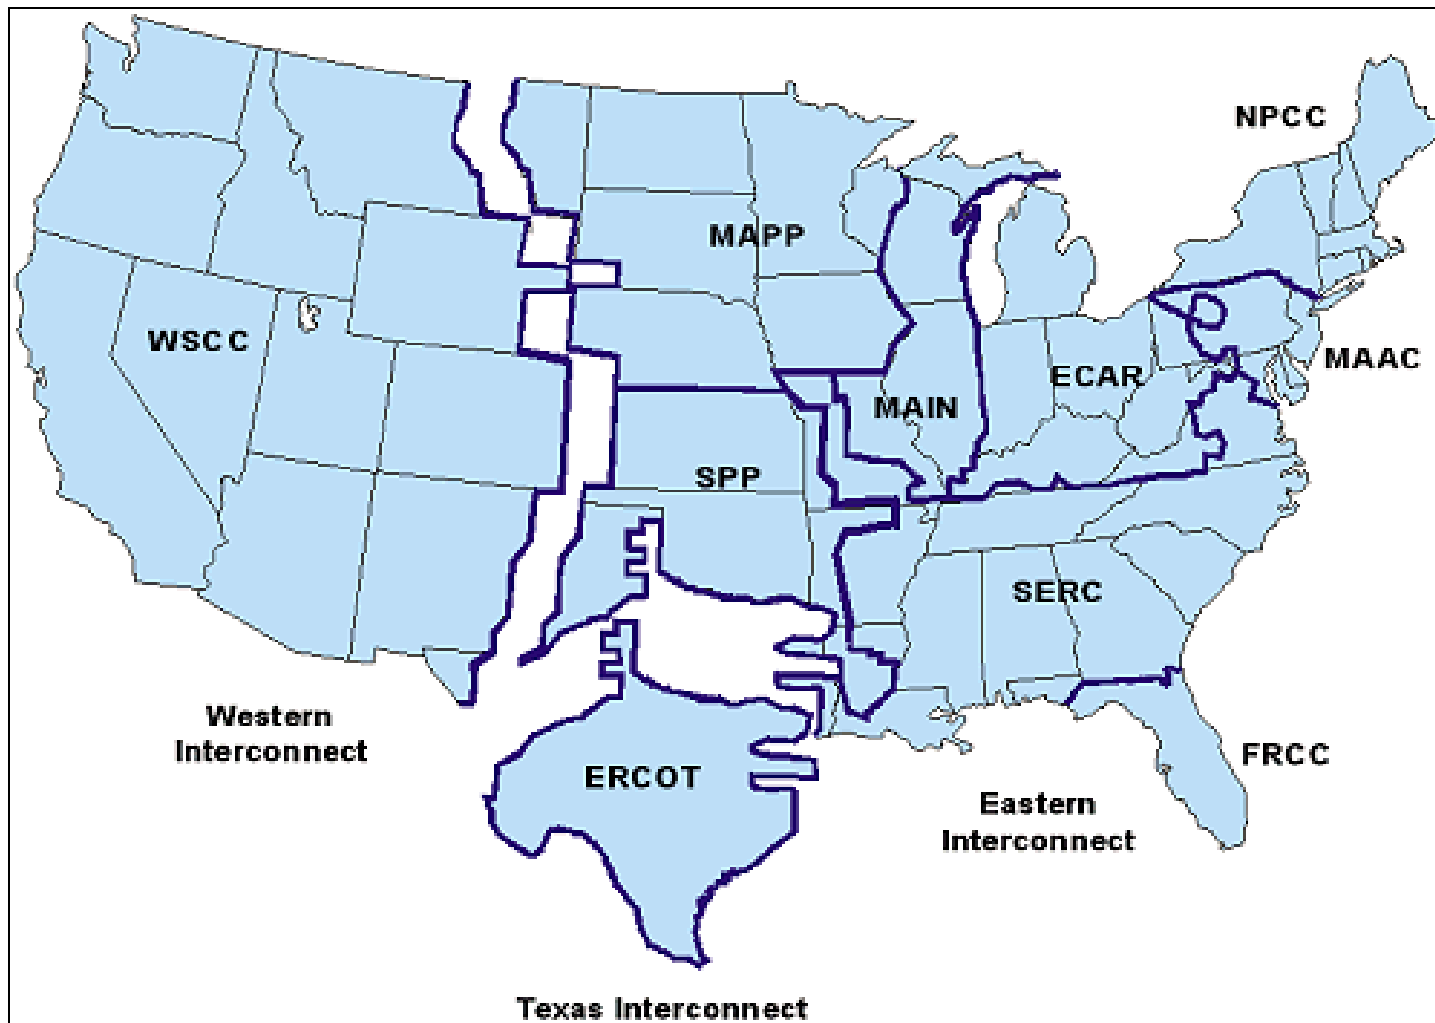 NPCC
MAPP
WSCC
MAAC
ECAR
MAIN
SPP
SERC
Western
Interconnect
FRCC
ERCOT
Eastern
Interconnect
Texas Interconnect